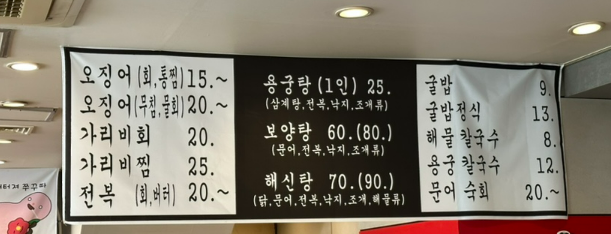 오징어 (회,통찜) 15.~
오징어 (무침,물회) 20.~
가리비회 20.
가리비찜 25.
전복 (회,버터) 20.~
용궁탕 (1인) 25.
(삼계탕,전복,낙지,조개류)
보양탕 60.(80.)
(문어,전복,낙지,조개류)
해신탕 70.(90.)
(닭,문어,전복,낙지,조개,해물류)
굴밥 9.
굴밥정식 13.
해물 칼국수 8.
용궁 칼국수 12.
문어 숙회 20.~